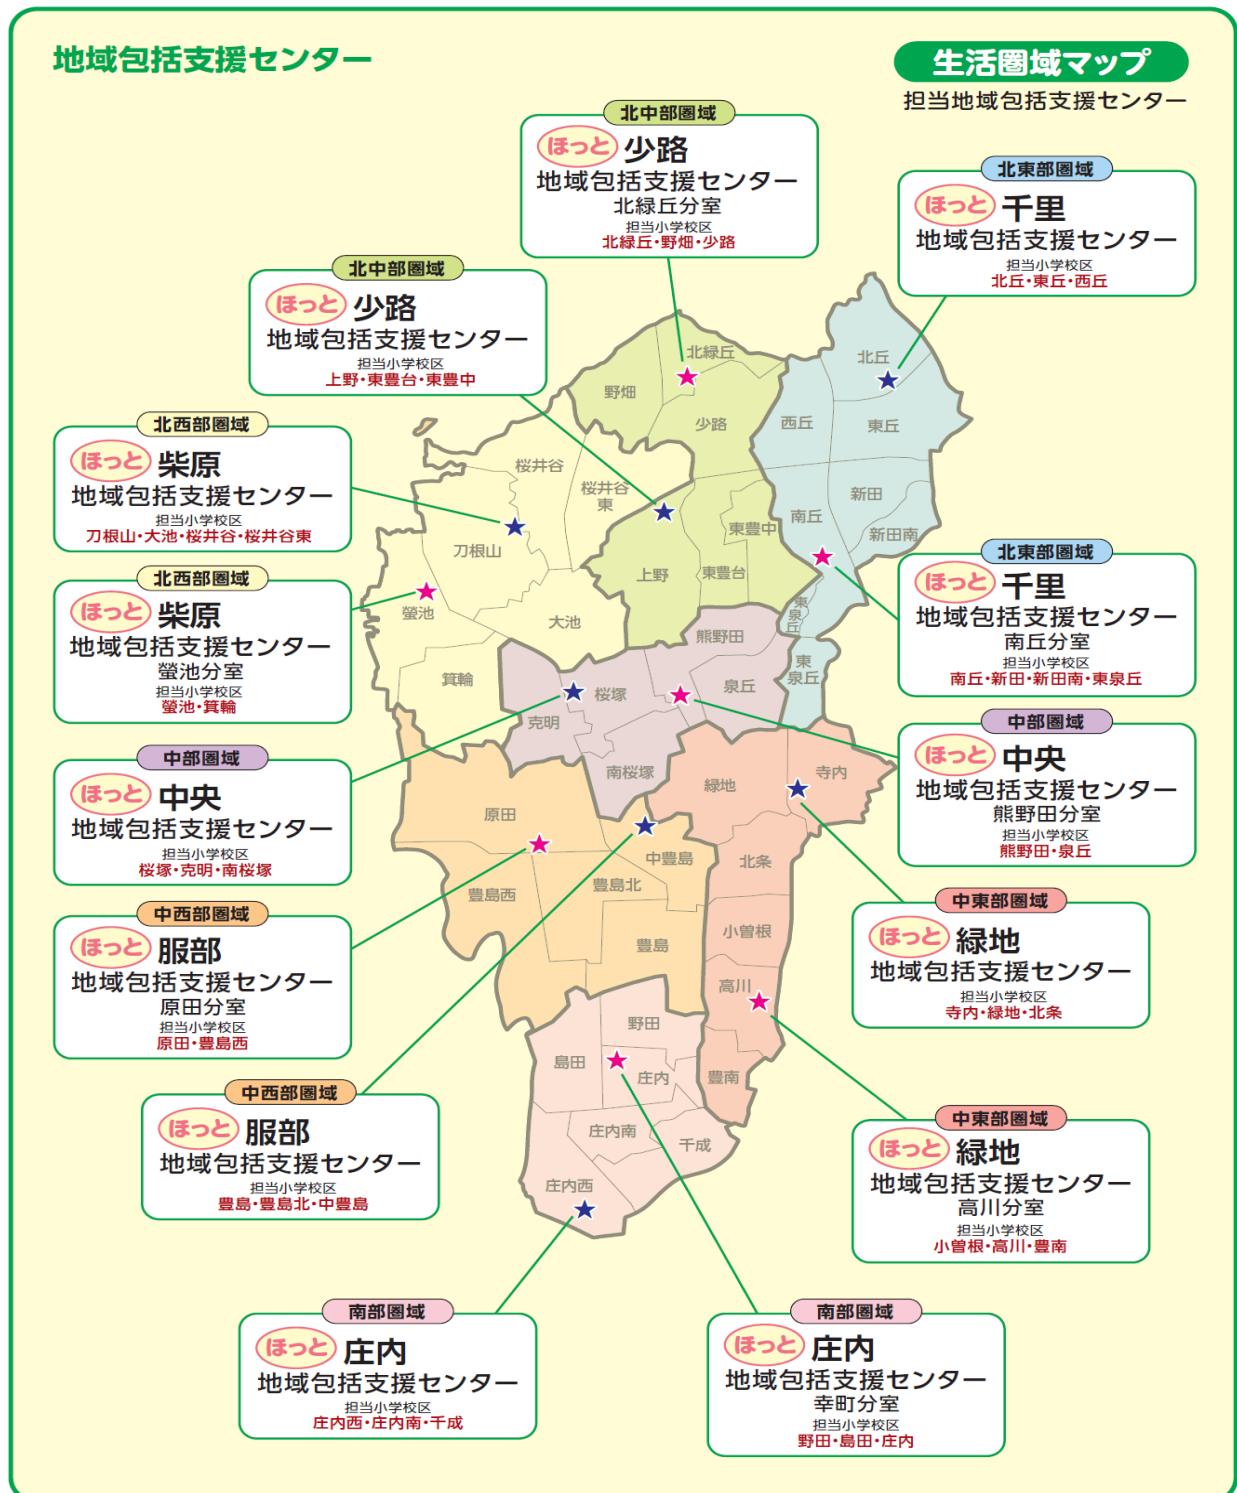 地域包括支援センター
生活圏域マップ
担当地域包括支援センター
北中部圏域
ほっと 少路
地域包括支援センター
北緑丘分室
担当小学校区
北緑丘・野畑・少路
北東部圏域
ほっと 千里
地域包括支援センター
担当小学校区
北丘・東丘・西丘
北中部圏域
ほっと 少路
地域包括支援センター
担当小学校区
上野・東豊台・東豊中
北西部圏域
ほっと 柴原
地域包括支援センター
担当小学校区
刀根山・大池・桜井谷・桜井谷東
北西部圏域
ほっと 柴原
地域包括支援センター
螢池分室
担当小学校区
螢池・箕輪
北東部圏域
ほっと 千里
地域包括支援センター
南丘分室
担当小学校区
南丘・新田・新田南・東泉丘
中部圏域
ほっと 中央
地域包括支援センター
担当小学校区
桜塚・克明・南桜塚
中部圏域
ほっと 中央
地域包括支援センター
熊野田分室
担当小学校区
熊野田・泉丘
中西部圏域
ほっと 服部
地域包括支援センター
原田分室
担当小学校区
原田・豊島西
中東部圏域
ほっと 緑地
地域包括支援センター
担当小学校区
寺内・緑地・北条
中西部圏域
ほっと 服部
地域包括支援センター
担当小学校区
豊島・豊島北・中豊島
中東部圏域
ほっと 緑地
地域包括支援センター
高川分室
担当小学校区
小曽根・高川・豊南
南部圏域
ほっと 庄内
地域包括支援センター
担当小学校区
庄内西・庄内南・千成
南部圏域
ほっと 庄内
地域包括支援センター
幸町分室
担当小学校区
野田・島田・庄内
北緑丘
北丘
野畑
少路
西丘
東丘
桜井谷
桜井谷
東
新田
南丘
東豊中
新田南
刀根山
上野
東豊台
螢池
大池
東
泉
丘
熊野田
箕輪
泉丘
東
泉丘
桜塚
克明
南桜塚
緑地
寺内
原田
中豊島
北条
豊島北
豊島西
小曽根
豊島
高川
野田
島田
庄内
豊南
庄内南
千成
庄内西